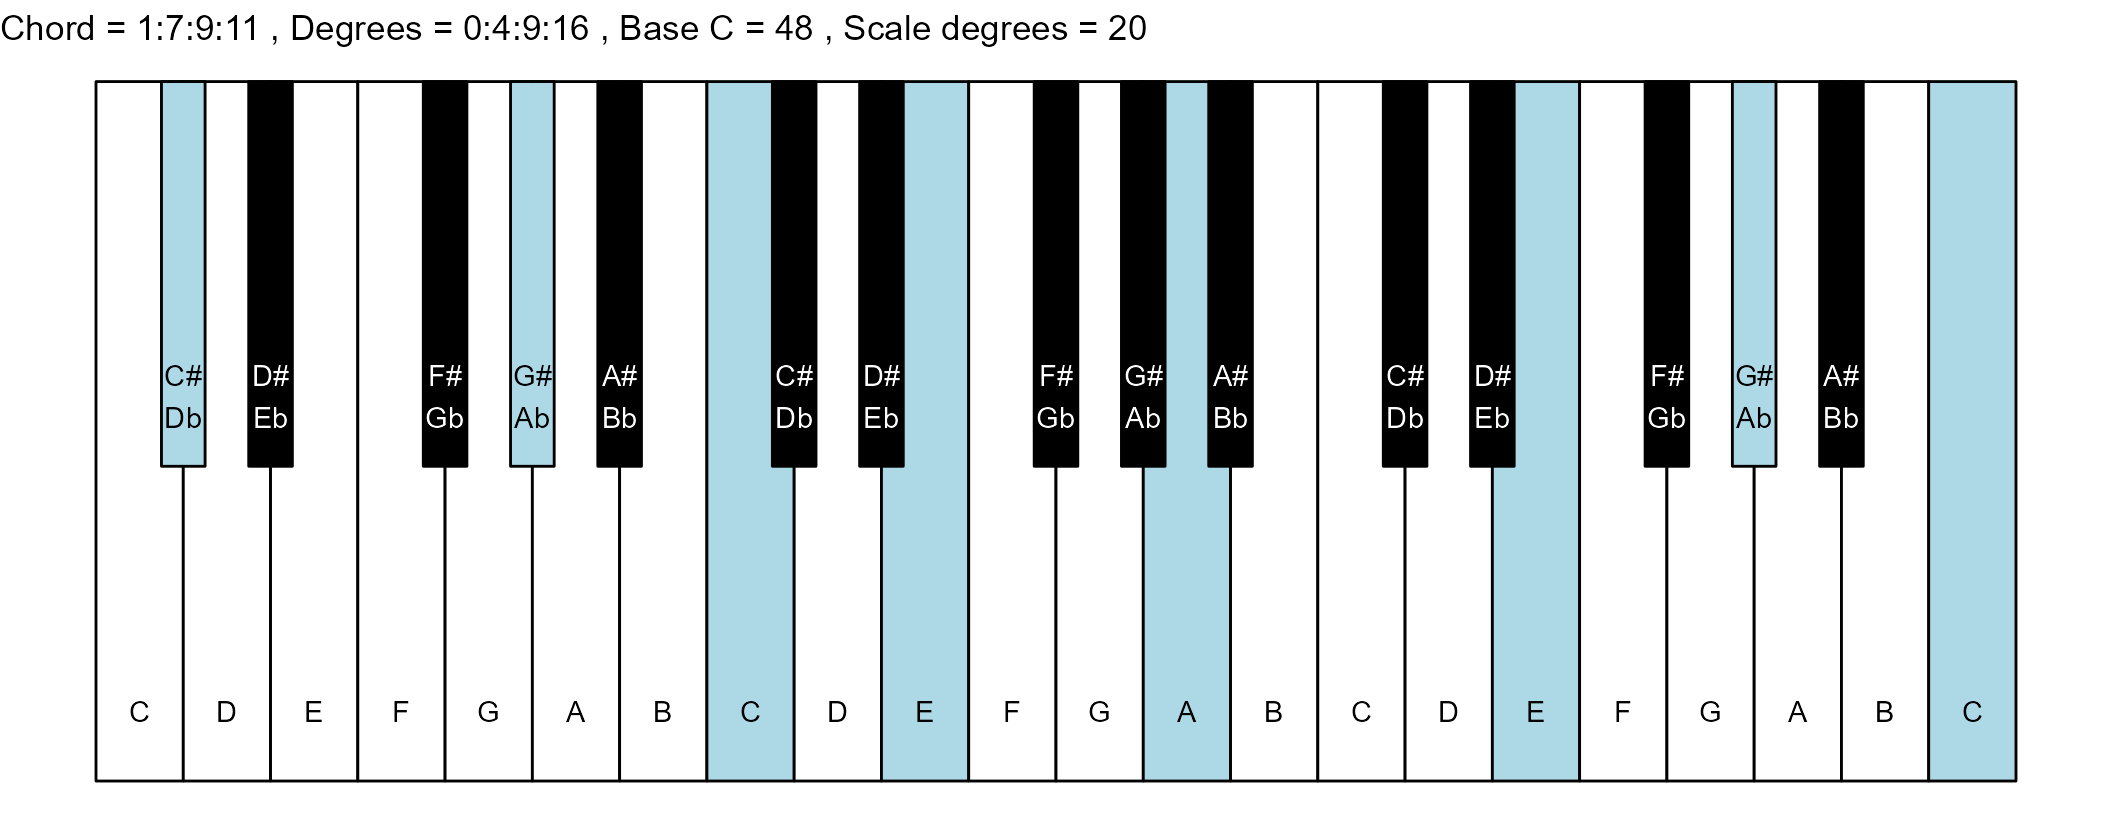 Chord = 1:7:9:11 , Degrees = 0:4:9:16 , Base C = 48 , Scale degrees = 20
C# D# F# G# A# C# D# F# G# A# C# D# F# G# A#
Db Eb Gb Ab Bb Db Eb Gb Ab Bb Db Eb Gb Ab Bb
C D E F G A B C D E F G A B C D E F G A B C